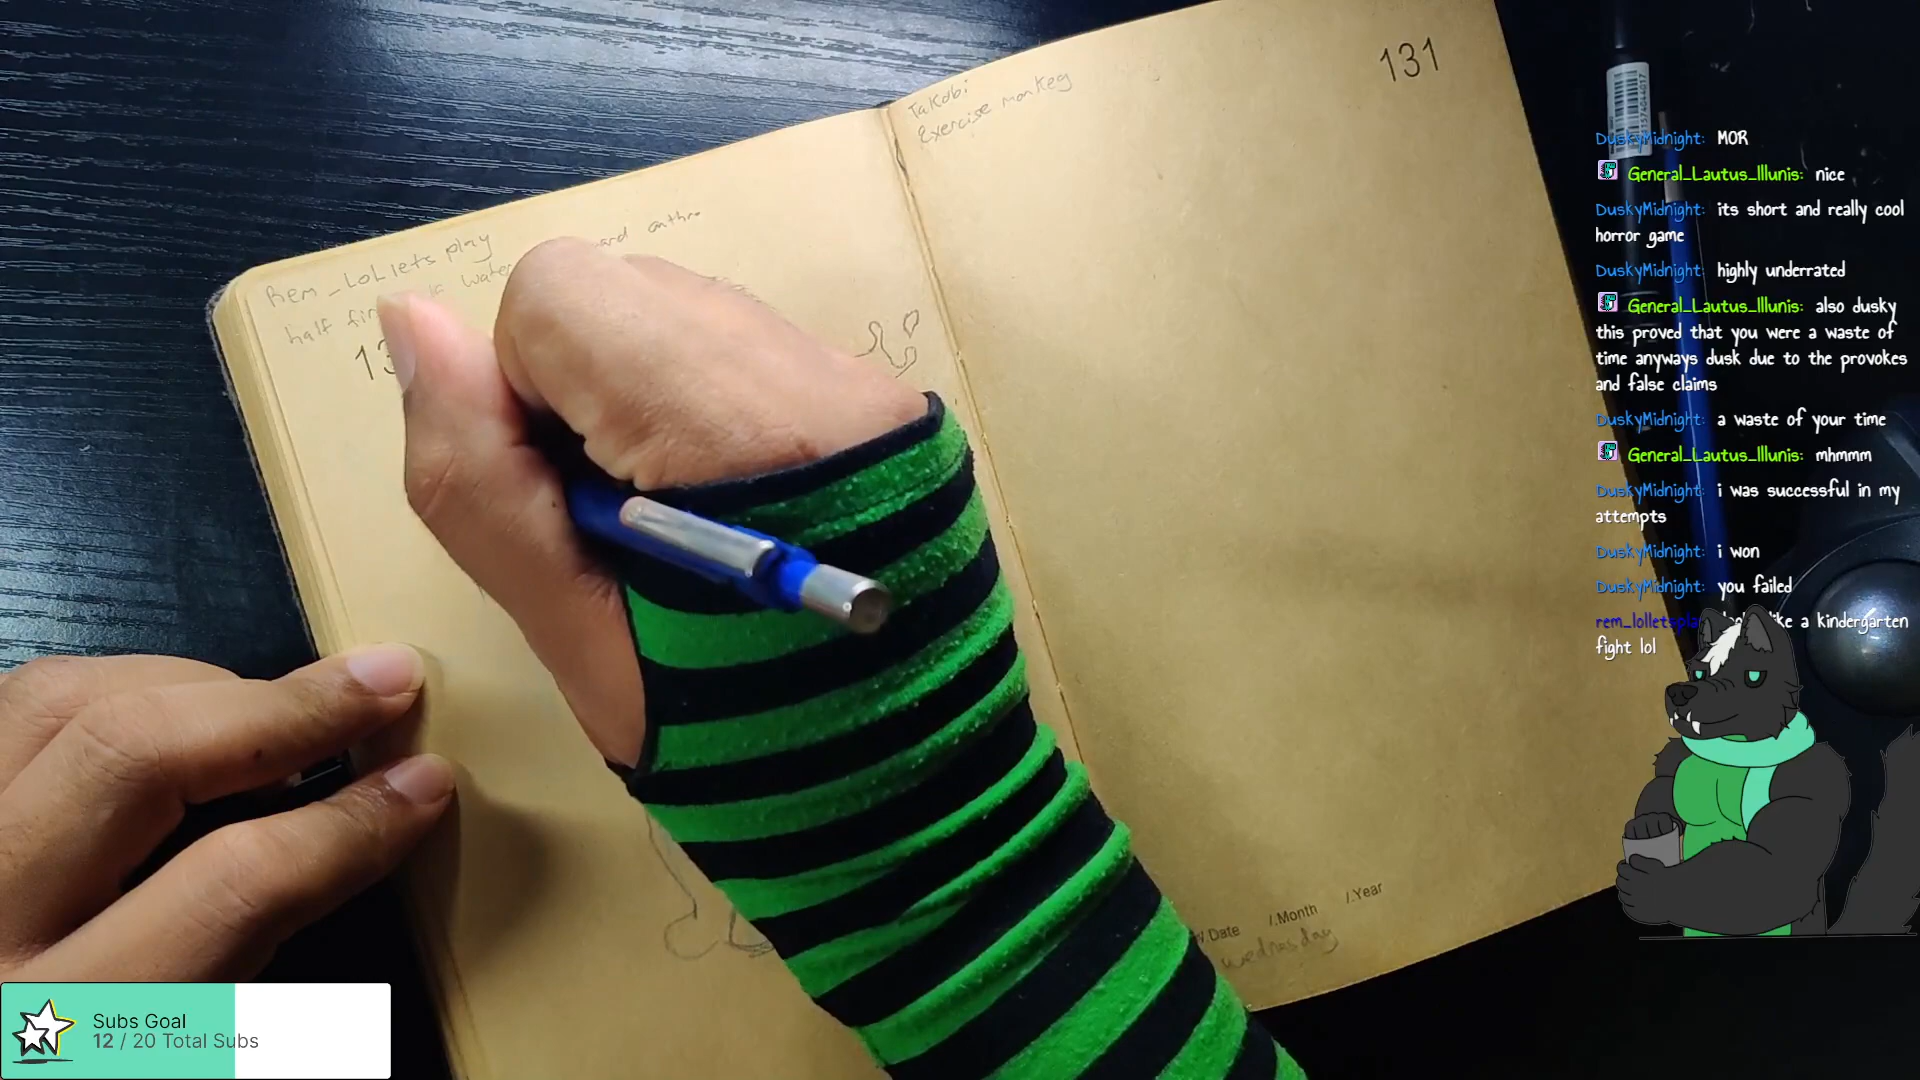 Rem_LoL lets play
half
anthro
Takobi
Exercise monkey
131
/.Date /.Month /.Year
Wednesday
DuskyMidnight: MOR
General_Lautus_Illunis: nice
DuskyMidnight: its short and really cool
horror game
DuskyMidnight: highly underrated
General_Lautus_Illunis: also dusky
this proved that you were a waste of
time anyways dusk due to the provokes
and false claims
DuskyMidnight: a waste of your time
General_Lautus_Illunis: mhmmm
DuskyMidnight: i was successful in my
attempts
DuskyMidnight: i won
DuskyMidnight: you failed
a kindergarten
fight lol
Subs Goal
12 / 20 Total Subs